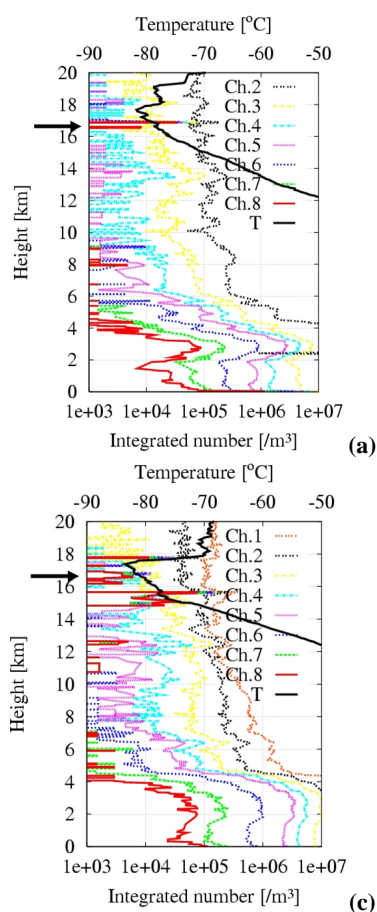 Temperature [°C]
-90 -80 -70 -60 -50
20
18
16
14
12
10
8
6
4
2
0
Height [km]
Ch.2
Ch.3
Ch.4
Ch.5
Ch.6
Ch.7
Ch.8
T
1e+03 1e+04 1e+05 1e+06 1e+07
Integrated number [/m³]
(a)
Temperature [°C]
-90 -80 -70 -60 -50
20
18
16
14
12
10
8
6
4
2
0
Height [km]
Ch.1
Ch.2
Ch.3
Ch.4
Ch.5
Ch.6
Ch.7
Ch.8
T
1e+03 1e+04 1e+05 1e+06 1e+07
Integrated number [/m³]
(c)